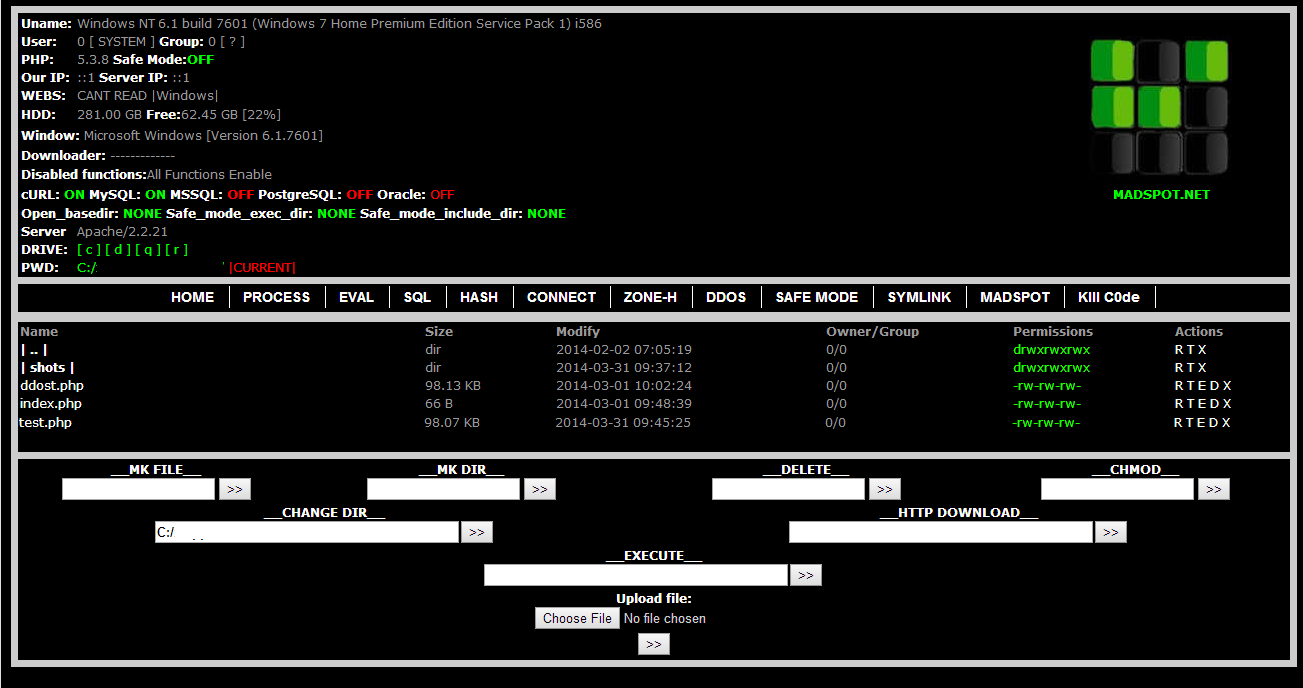 Uname: Windows NT 6.1 build 7601 (Windows 7 Home Premium Edition Service Pack 1) i586
User: 0 [ SYSTEM ] Group: 0 [ ? ]
PHP: 5.3.8 Safe Mode:OFF
Our IP: ::1 Server IP: ::1
WEBS: CANT READ |Windows|
HDD: 281.00 GB Free:62.45 GB [22%]
Window: Microsoft Windows [Version 6.1.7601]
Downloader: -------------
Disabled functions:All Functions Enable
cURL: ON MySQL: ON MSSQL: OFF PostgreSQL: OFF Oracle: OFF
Open_basedir: NONE Safe_mode_exec_dir: NONE Safe_mode_include_dir: NONE
Server Apache/2.2.21
DRIVE: [ c ] [ d ] [ q ] [ r ]
PWD: C:/ |CURRENT|
MADSPOT.NET
HOME PROCESS EVAL SQL HASH CONNECT ZONE-H DDOS SAFE MODE SYMLINK MADSPOT KIll C0de
Name Size Modify Owner/Group Permissions Actions
| .. | dir 2014-02-02 07:05:19 0/0 drwxrwxrwx R T X
| shots | dir 2014-03-31 09:37:12 0/0 drwxrwxrwx R T X
ddost.php 98.13 KB 2014-03-01 10:02:24 0/0 -rw-rw-rw- R T E D X
index.php 66 B 2014-03-01 09:48:39 0/0 -rw-rw-rw- R T E D X
test.php 98.07 KB 2014-03-31 09:45:25 0/0 -rw-rw-rw- R T E D X
__MK FILE__ __MK DIR__ __DELETE__ __CHMOD__
>> >> >> >>
__CHANGE DIR__ __HTTP DOWNLOAD__
C:/ >> >>
__EXECUTE__
>>
Upload file:
Choose File No file chosen
>>